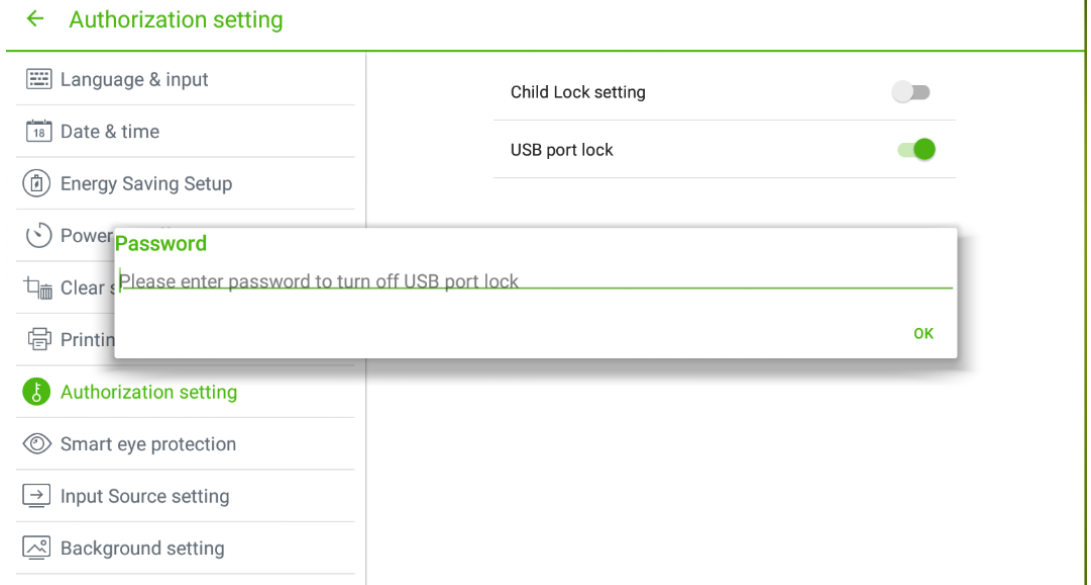 Authorization setting
Language & input
18
Date & time
Energy Saving Setup
Power
Clear
Printin
Authorization setting
Smart eye protection
Input Source setting
Background setting
Child Lock setting
USB port lock
Password
Please enter password to turn off USB port lock
OK